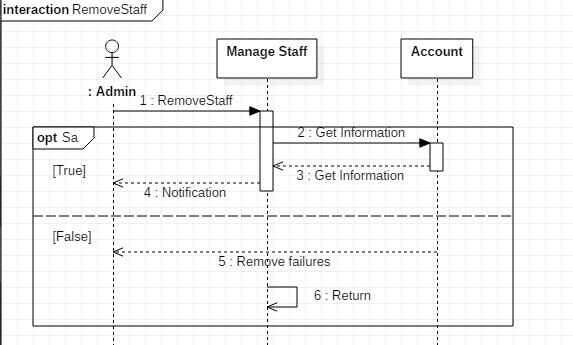 interaction RemoveStaff
Manage Staff
Account
: Admin
1 : RemoveStaff
opt Sa
2 : Get Information
[True]
3 : Get Information
4 : Notification
[False]
5 : Remove failures
6 : Return